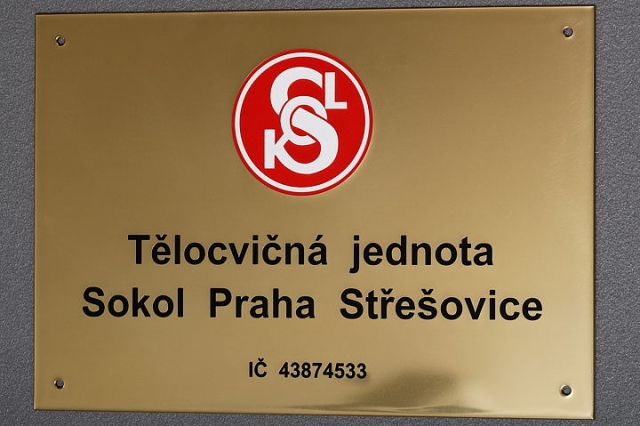 SOKOL
Tělocvičná jednota
Sokol Praha Střešovice
IČ 43874533